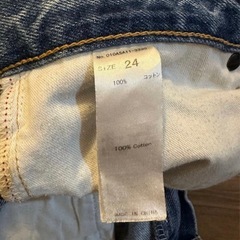 SIZE 24
100% コットン
100% Cotton
MADE IN CHINA